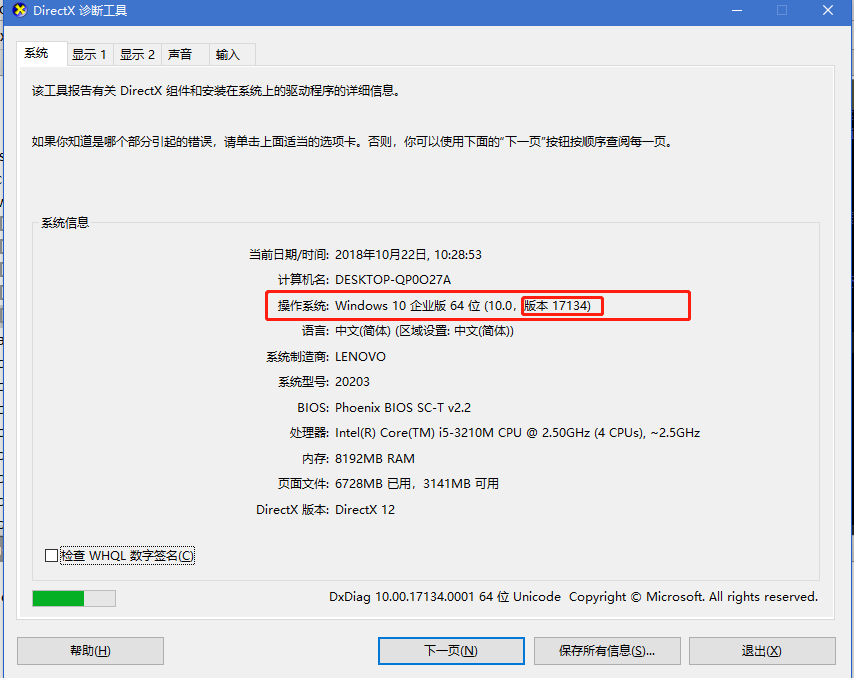 DirectX 诊断工具
系统 显示 1 显示 2 声音 输入
该工具报告有关 DirectX 组件和安装在系统上的驱动程序的详细信息。
如果你知道是哪个部分引起的错误，请单击上面适当的选项卡。否则，你可以使用下面的"下一页"按钮按顺序查阅每一页。
系统信息
当前日期/时间: 2018年10月22日, 10:28:53
计算机名: DESKTOP-QP0O27A
操作系统: Windows 10 企业版 64 位 (10.0，版本 17134)
语言: 中文(简体) (区域设置: 中文(简体))
系统制造商: LENOVO
系统型号: 20203
BIOS: Phoenix BIOS SC-T v2.2
处理器: Intel(R) Core(TM) i5-3210M CPU @ 2.50GHz (4 CPUs), ~2.5GHz
内存: 8192MB RAM
页面文件: 6728MB 已用，3141MB 可用
DirectX 版本: DirectX 12
检查 WHQL 数字签名(C)
DxDiag 10.00.17134.0001 64 位 Unicode Copyright © Microsoft. All rights reserved.
帮助(H) 下一页(N) 保存所有信息(S)... 退出(X)